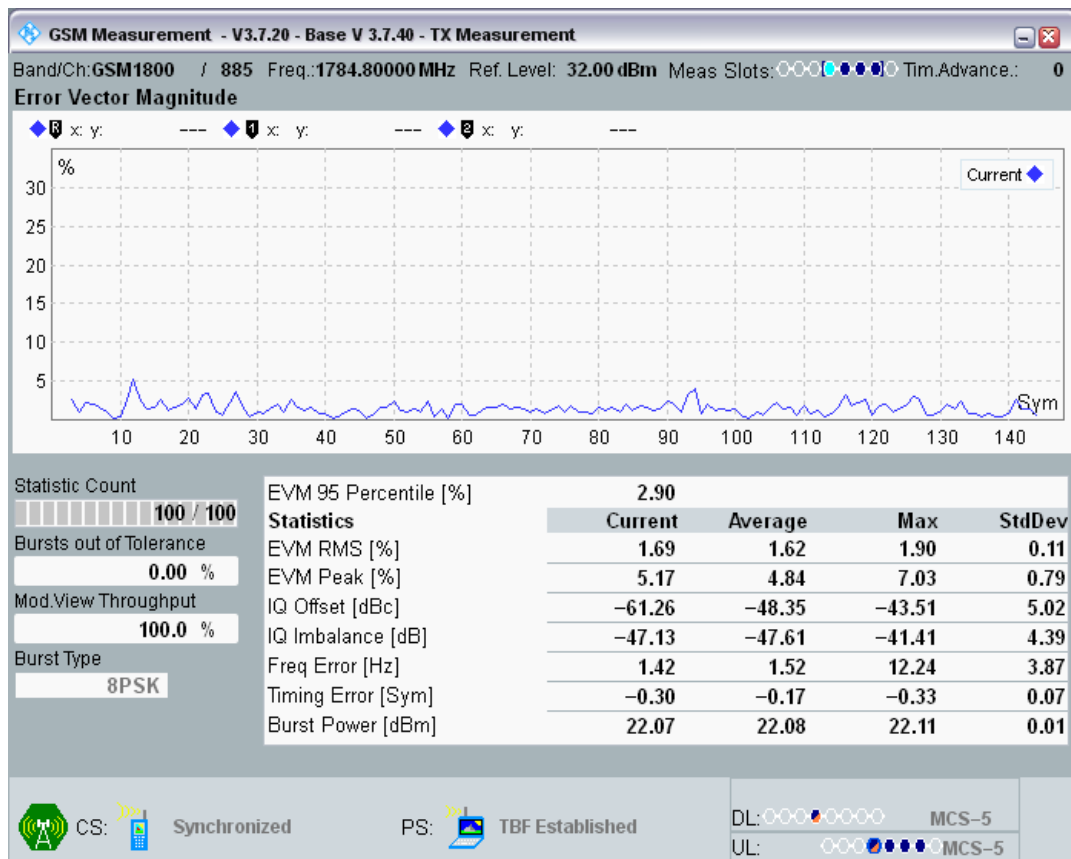 GSM Measurement - V3.7.20 - Base V 3.7.40 - TX Measurement
Band/Ch:GSM1800 / 885 Freq.:1784.80000 MHz Ref. Level: 32.00 dBm Meas Slots: Tim.Advance.: 0
Error Vector Magnitude
R x: y: --- 1 x: y: --- 2 x: y: ---
%
Current
30
25
20
15
10
5
Sym
10 20 30 40 50 60 70 80 90 100 110 120 130 140
Statistic Count
100 / 100
Bursts out of Tolerance
0.00 %
Mod.View Throughput
100.0 %
Burst Type
8PSK
EVM 95 Percentile [%] 2.90
Statistics Current Average Max StdDev
EVM RMS [%] 1.69 1.62 1.90 0.11
EVM Peak [%] 5.17 4.84 7.03 0.79
IQ Offset [dBc] −61.26 −48.35 −43.51 5.02
IQ Imbalance [dB] −47.13 −47.61 −41.41 4.39
Freq Error [Hz] 1.42 1.52 12.24 3.87
Timing Error [Sym] −0.30 −0.17 −0.33 0.07
Burst Power [dBm] 22.07 22.08 22.11 0.01
CS: Synchronized PS: TBF Established
DL: MCS−5
UL: MCS−5